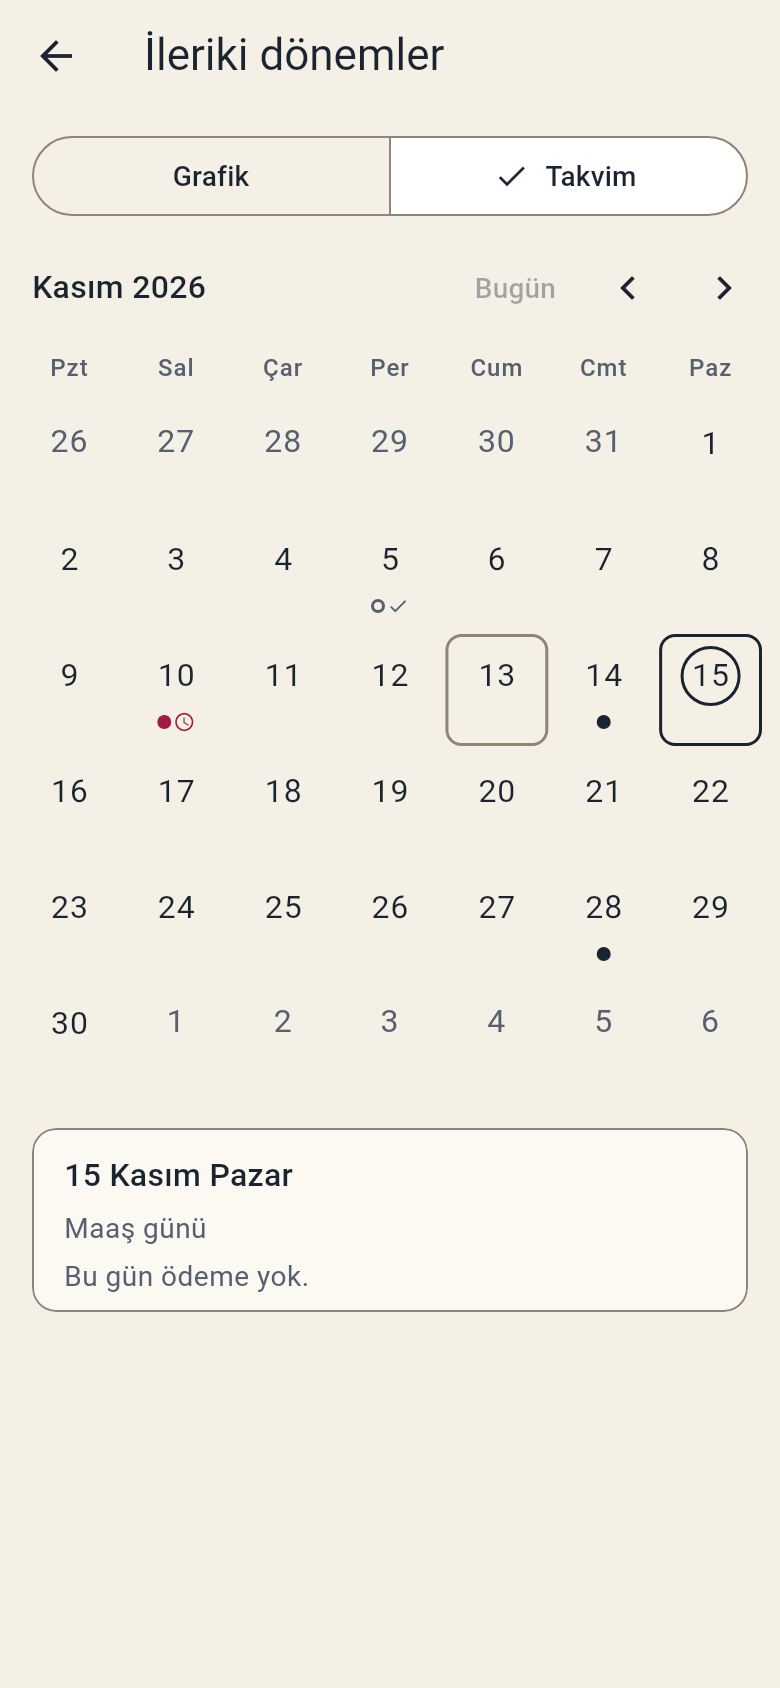 İleriki dönemler
Grafik Takvim
Kasım 2026 Bugün
Pzt Sal Çar Per Cum Cmt Paz
26 27 28 29 30 31 1
2 3 4 5 6 7 8
9 10 11 12 13 14 15
16 17 18 19 20 21 22
23 24 25 26 27 28 29
30 1 2 3 4 5 6
15 Kasım Pazar
Maaş günü
Bu gün ödeme yok.